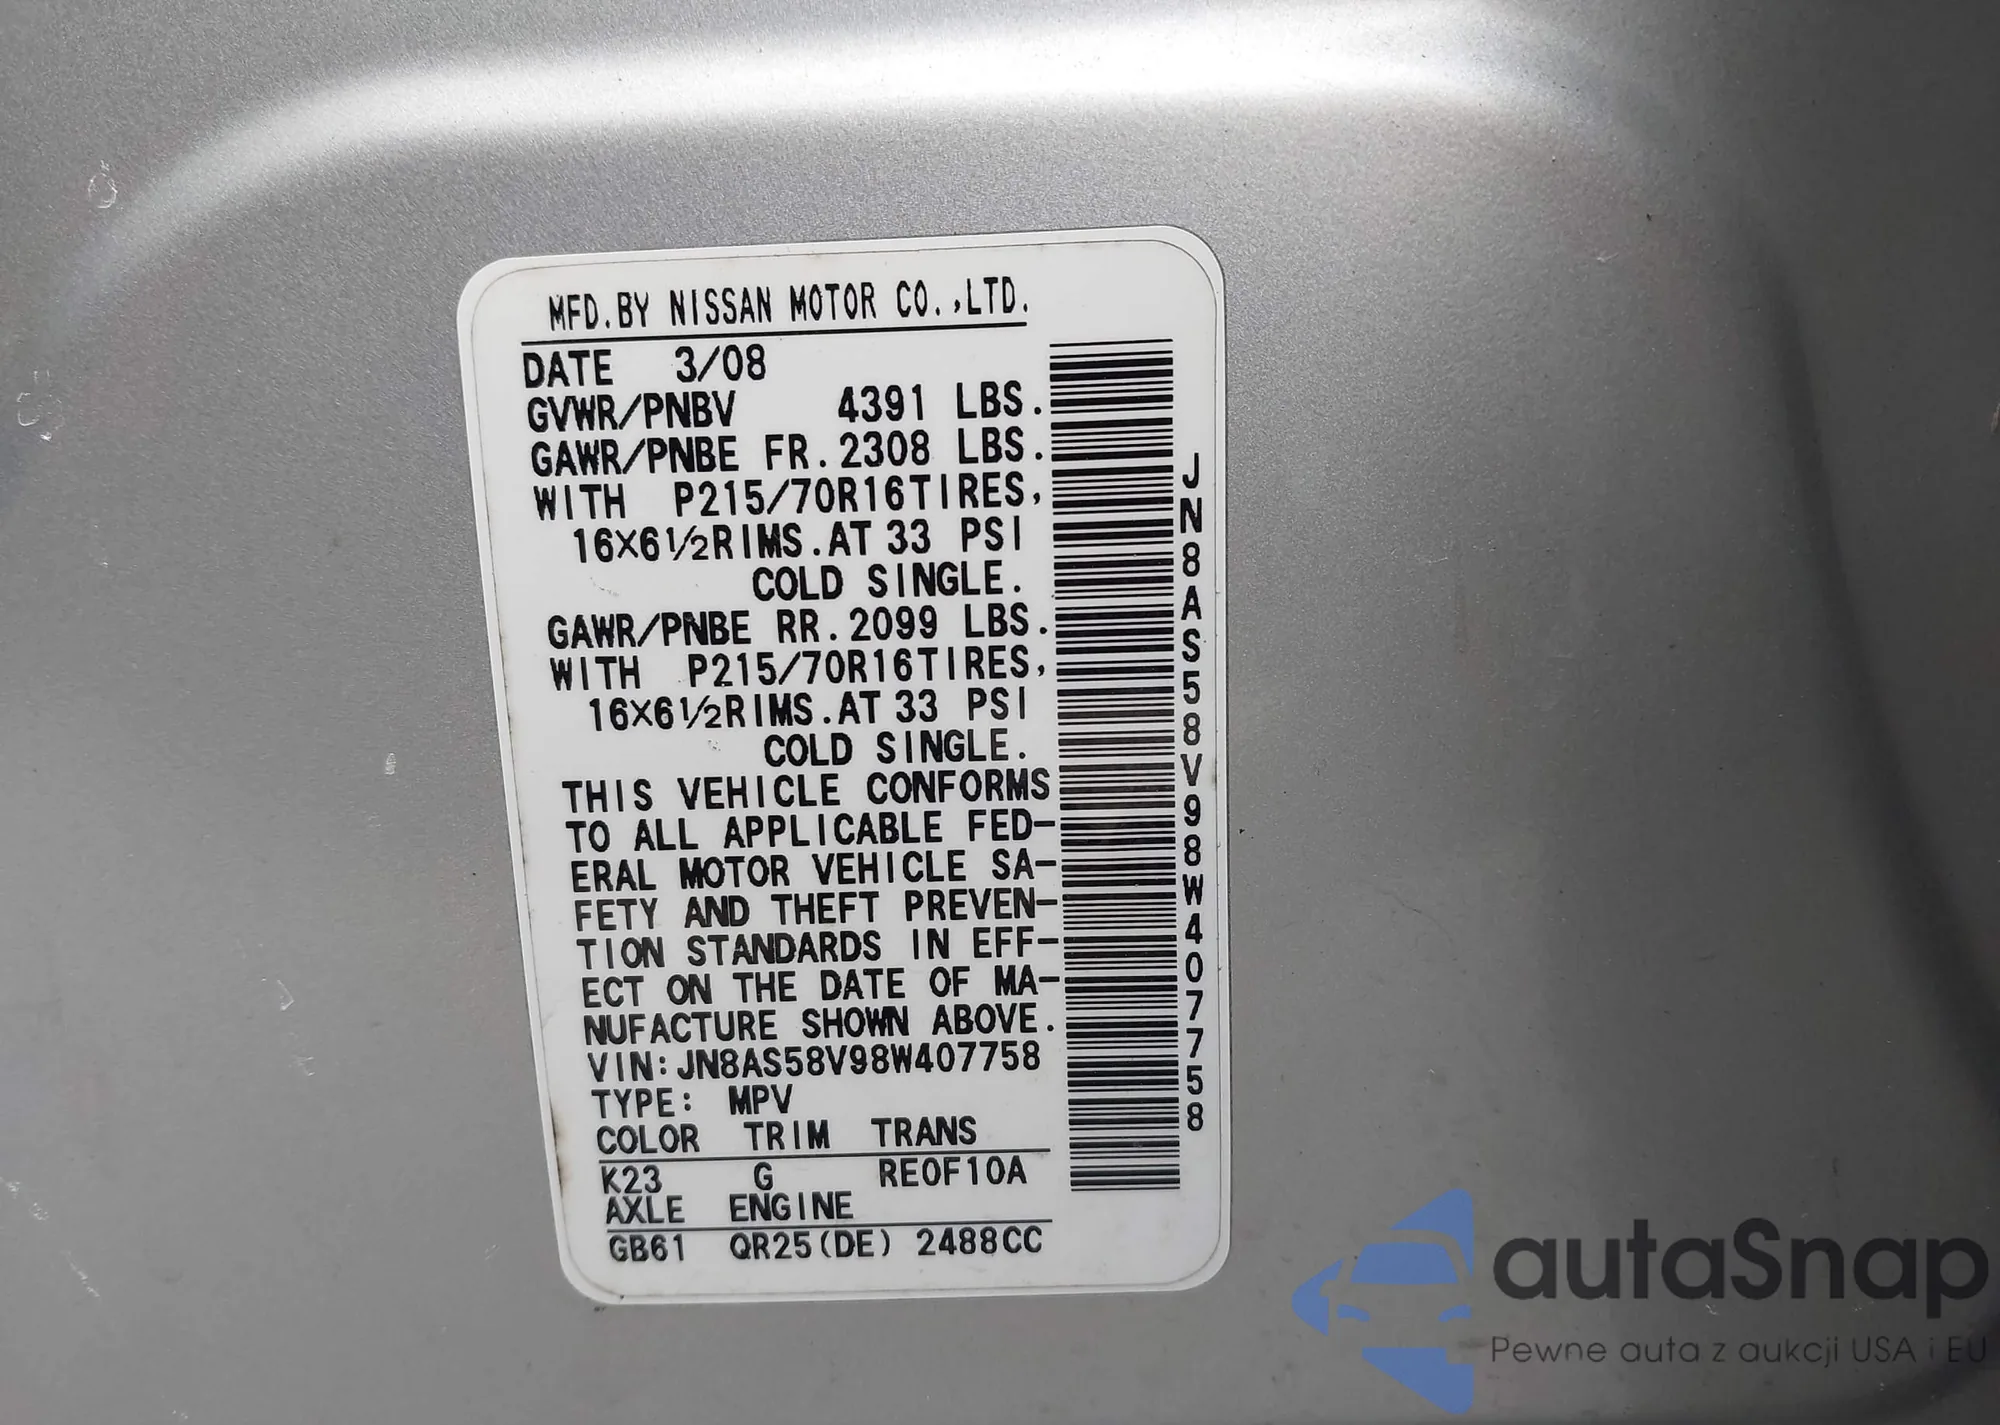 MFD.BY NISSAN MOTOR CO.,LTD.
DATE 3/08
GVWR/PNBV 4391 LBS.
GAWR/PNBE FR.2308 LBS.
WITH P215/70R16TIRES,
16X6½RIMS.AT 33 PSI
COLD SINGLE.
GAWR/PNBE RR.2099 LBS.
WITH P215/70R16TIRES,
16X6½RIMS.AT 33 PSI
COLD SINGLE.
THIS VEHICLE CONFORMS
TO ALL APPLICABLE FED-
ERAL MOTOR VEHICLE SA-
FETY AND THEFT PREVEN-
TION STANDARDS IN EFF-
ECT ON THE DATE OF MA-
NUFACTURE SHOWN ABOVE.
VIN:JN8AS58V98W407758
TYPE: MPV
COLOR TRIM TRANS
K23 G RE0F10A
AXLE ENGINE
GB61 QR25(DE) 2488CC
JN8AS58V98W407758
autaSnap
Pewne auta z aukcji USA i EU